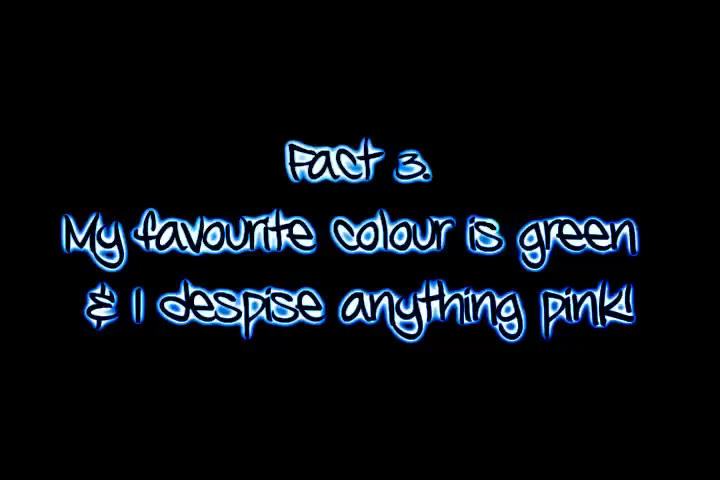 Fact 3.
My favourite colour is green
& I despise anything pink!